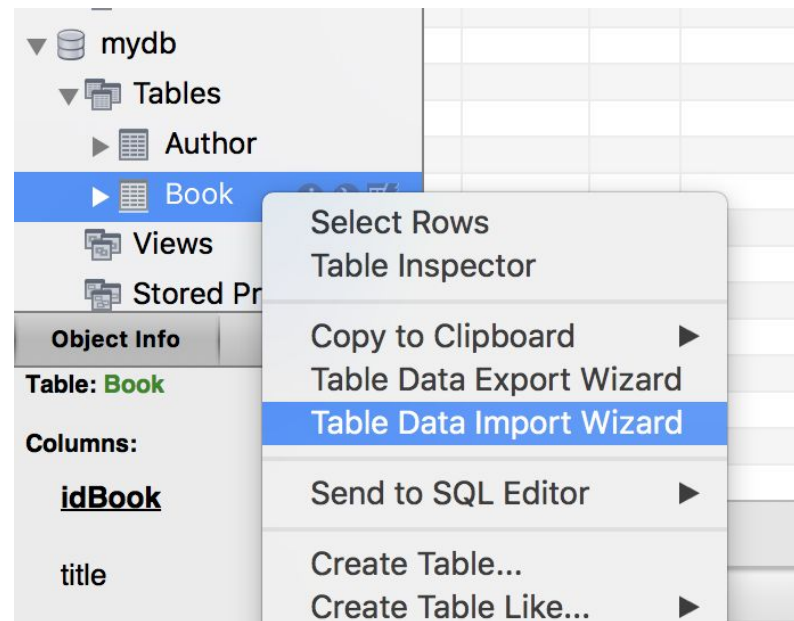 mydb
Tables
Author
Book
Views
Stored Pr
Object Info
Table: Book
Columns:
idBook
title
Select Rows
Table Inspector
Copy to Clipboard
Table Data Export Wizard
Table Data Import Wizard
Send to SQL Editor
Create Table...
Create Table Like...